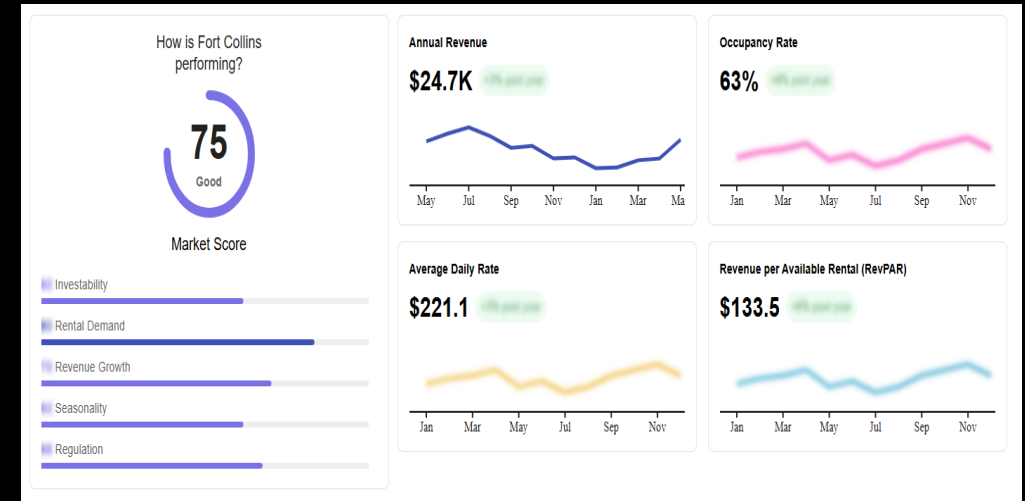 How is Fort Collins
performing?
75
Good
Market Score
Investability
Rental Demand
Revenue Growth
Seasonality
Regulation
Annual Revenue
$24.7K
May Jul Sep Nov Jan Mar Ma
Occupancy Rate
63%
Jan Mar May Jul Sep Nov
Average Daily Rate
$221.1
Jan Mar May Jul Sep Nov
Revenue per Available Rental (RevPAR)
$133.5
Jan Mar May Jul Sep Nov